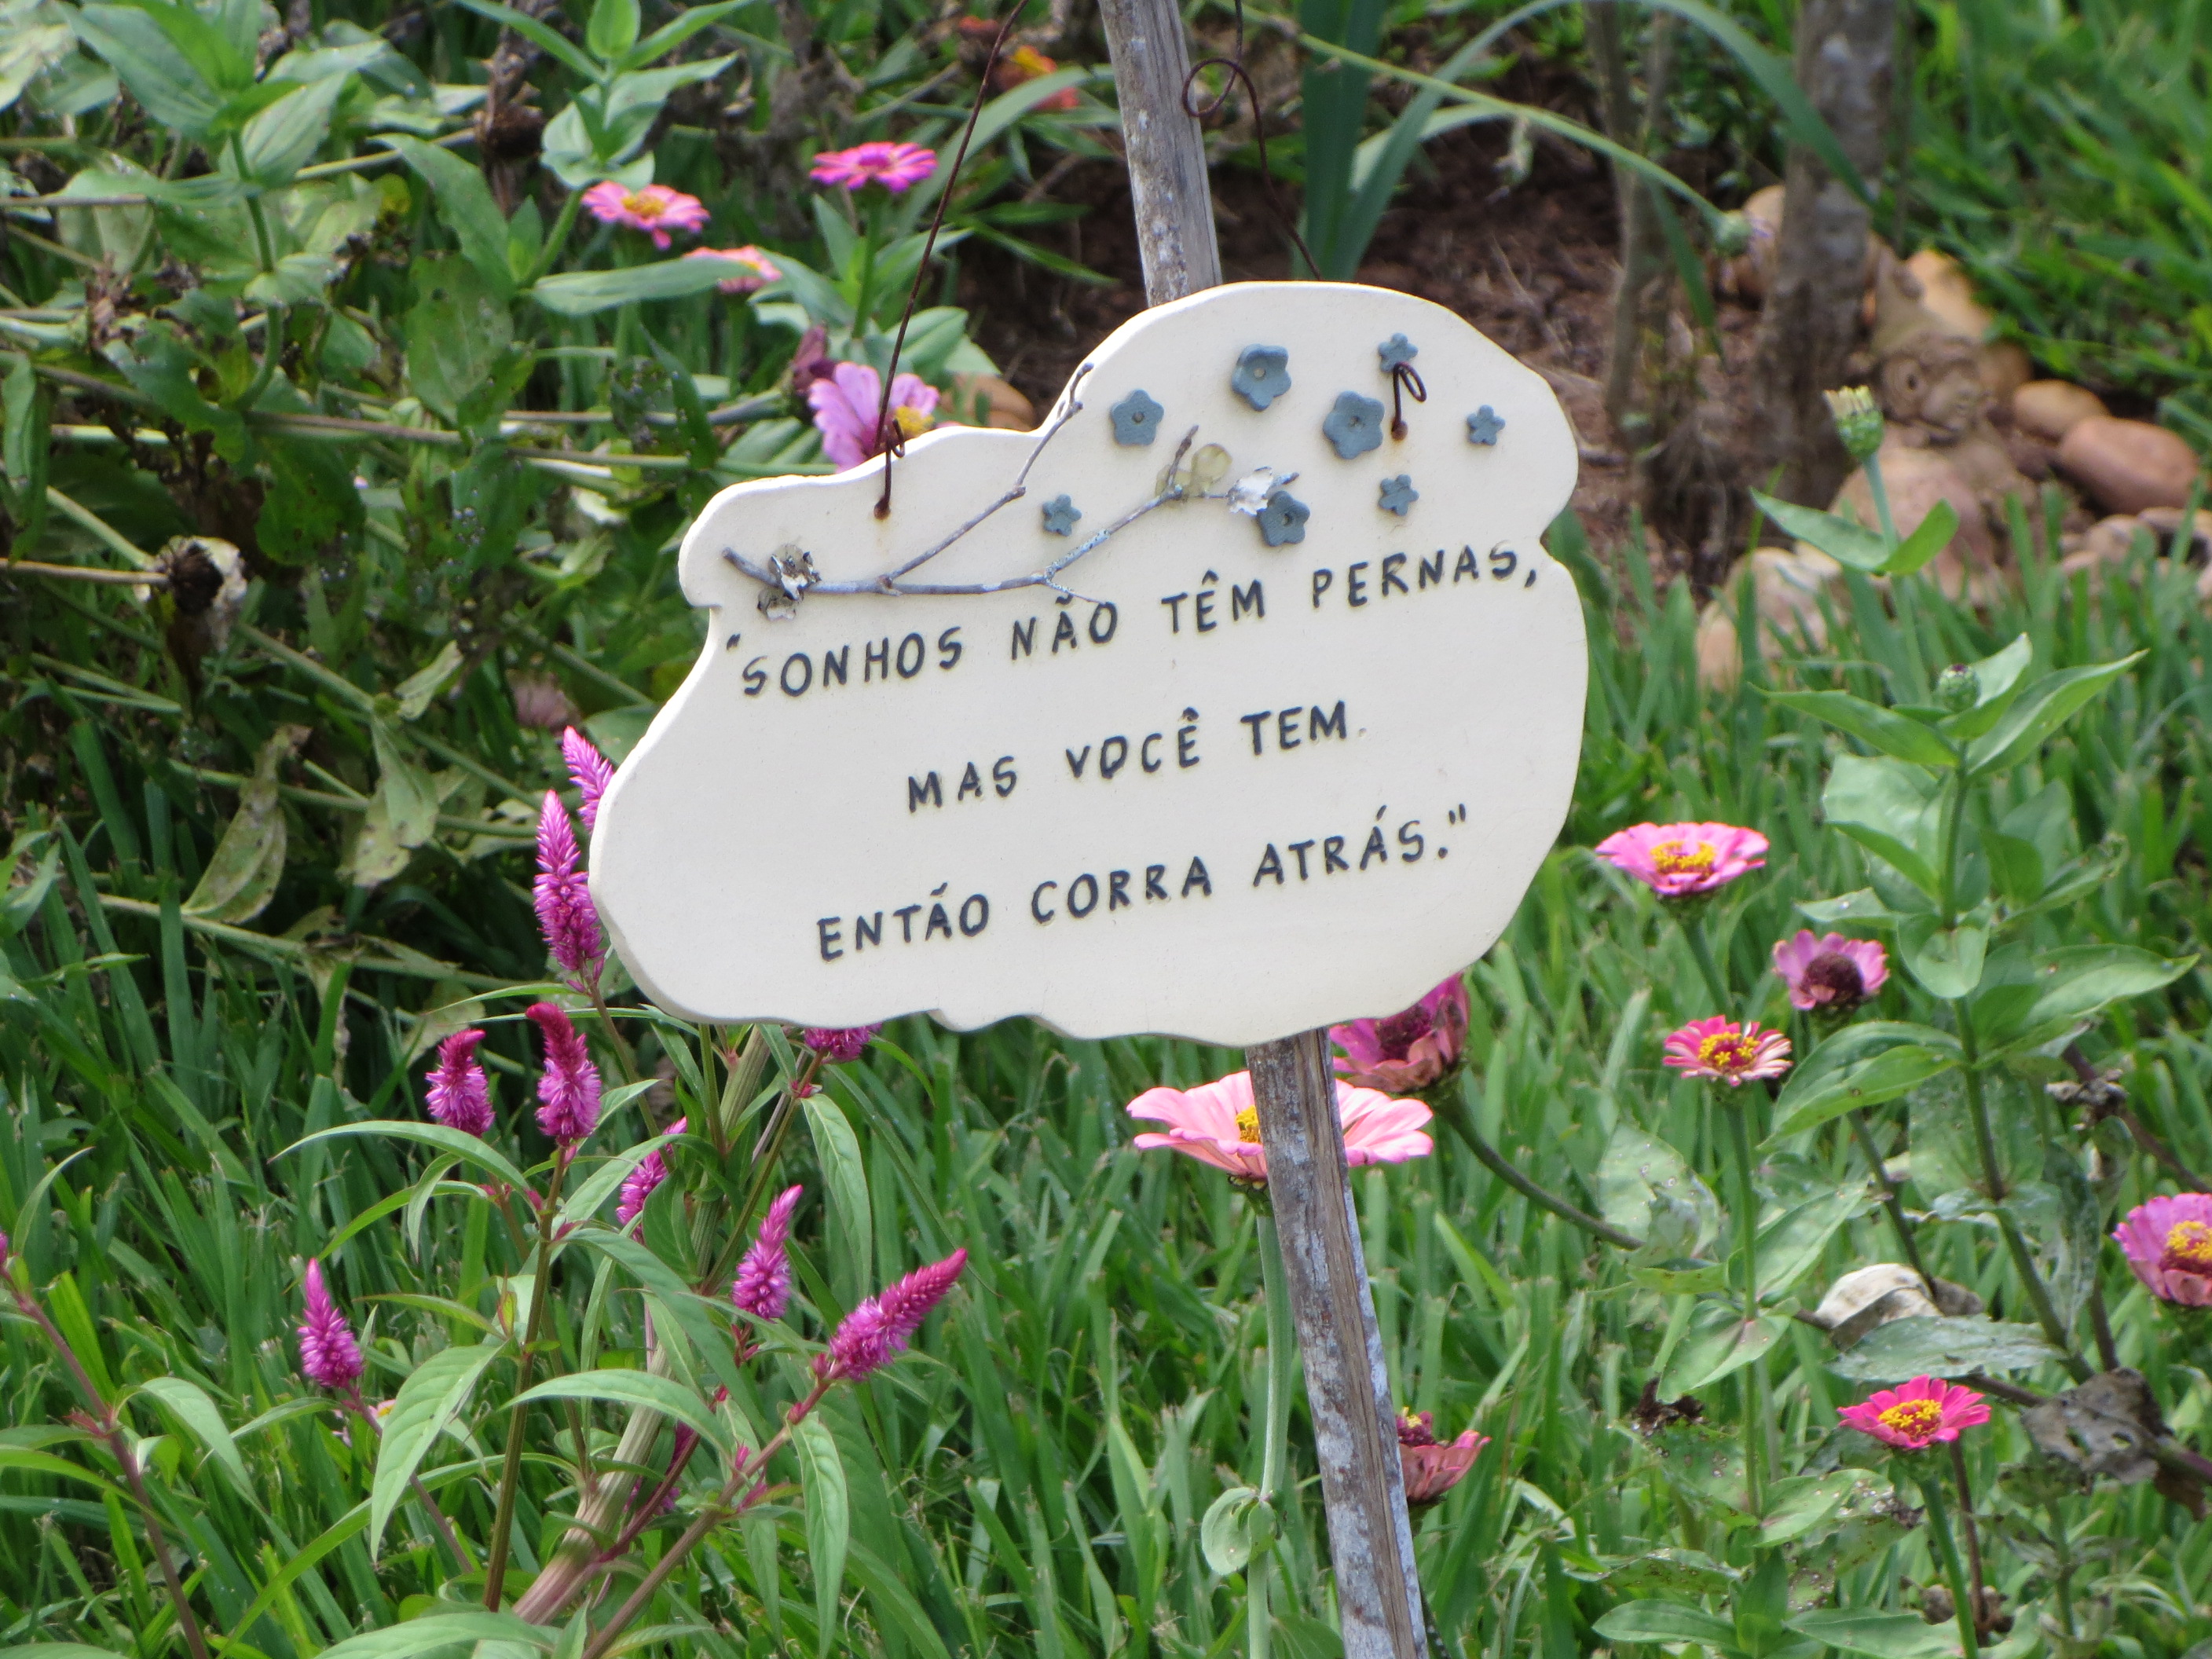 "SONHOS NÃO TÊM PERNAS,
MAS VOCÊ TEM.
ENTÃO CORRA ATRÁS."